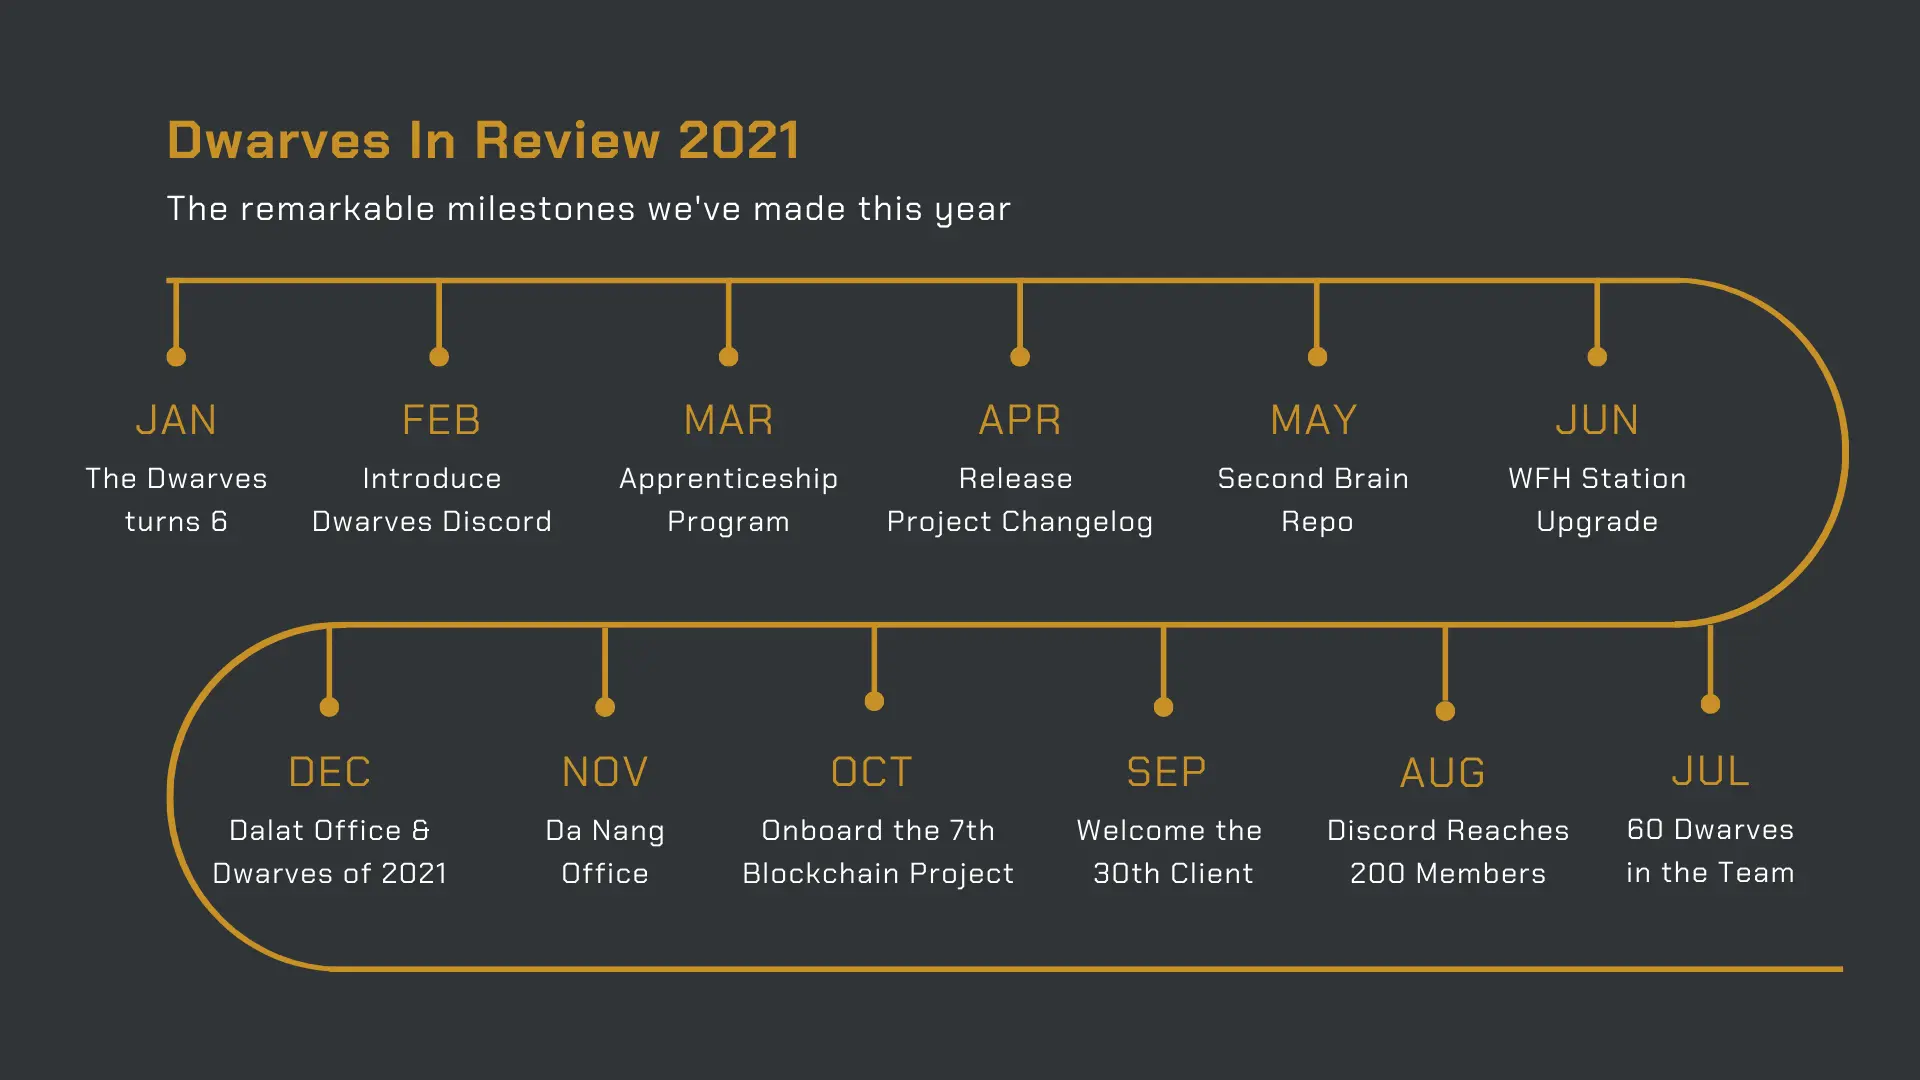 Dwarves In Review 2021
The remarkable milestones we've made this year
JAN
The Dwarves
turns 6
FEB
Introduce
Dwarves Discord
MAR
Apprenticeship
Program
APR
Release
Project Changelog
MAY
Second Brain
Repo
JUN
WFH Station
Upgrade
DEC
Dalat Office &
Dwarves of 2021
NOV
Da Nang
Office
OCT
Onboard the 7th
Blockchain Project
SEP
Welcome the
30th Client
AUG
Discord Reaches
200 Members
JUL
60 Dwarves
in the Team